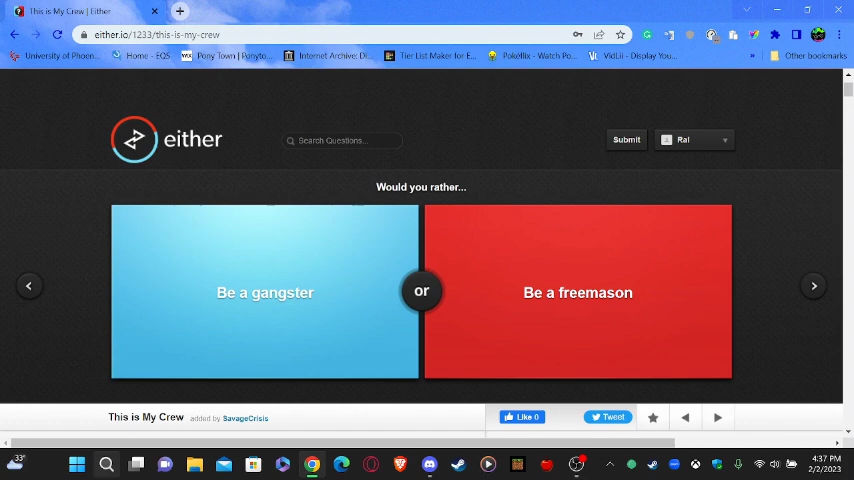 This is My Crew | Either
either.io/1233/this-is-my-crew
University of Phoen...
Home - EQS
Pony Town | Ponyto...
Internet Archive: Di...
Tier List Maker for E...
Pokéflix - Watch Po...
VidLii - Display You...
»
Other bookmarks
either
Search Questions...
Submit
Ral
Would you rather...
Be a gangster
or
Be a freemason
This is My Crew added by SavageCrisis
Like 0
Tweet
33°
4:37 PM
2/2/2023